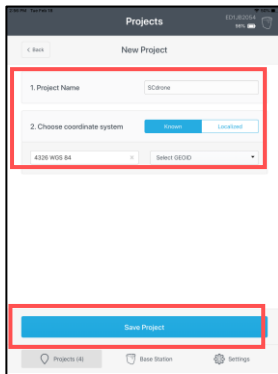 Projects
< Back
New Project
1. Project Name
SCdrone
2. Choose coordinate system
Known
Localized
4326 WGS 84
Select GEOID
Save Project
Projects (4)
Base Station
Settings